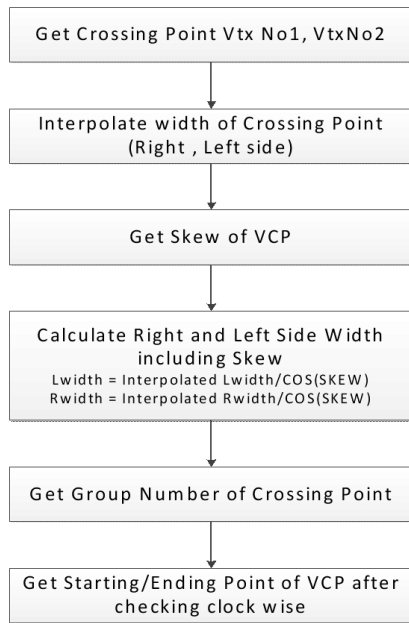 Get Crossing Point Vtx No1, VtxNo2
Interpolate width of Crossing Point
(Right , Left side)
Get Skew of VCP
Calculate Right and Left Side Width
including Skew
Lwidth = Interpolated Lwidth/COS(SKEW)
Rwidth = Interpolated Rwidth/COS(SKEW)
Get Group Number of Crossing Point
Get Starting/Ending Point of VCP after
checking clock wise